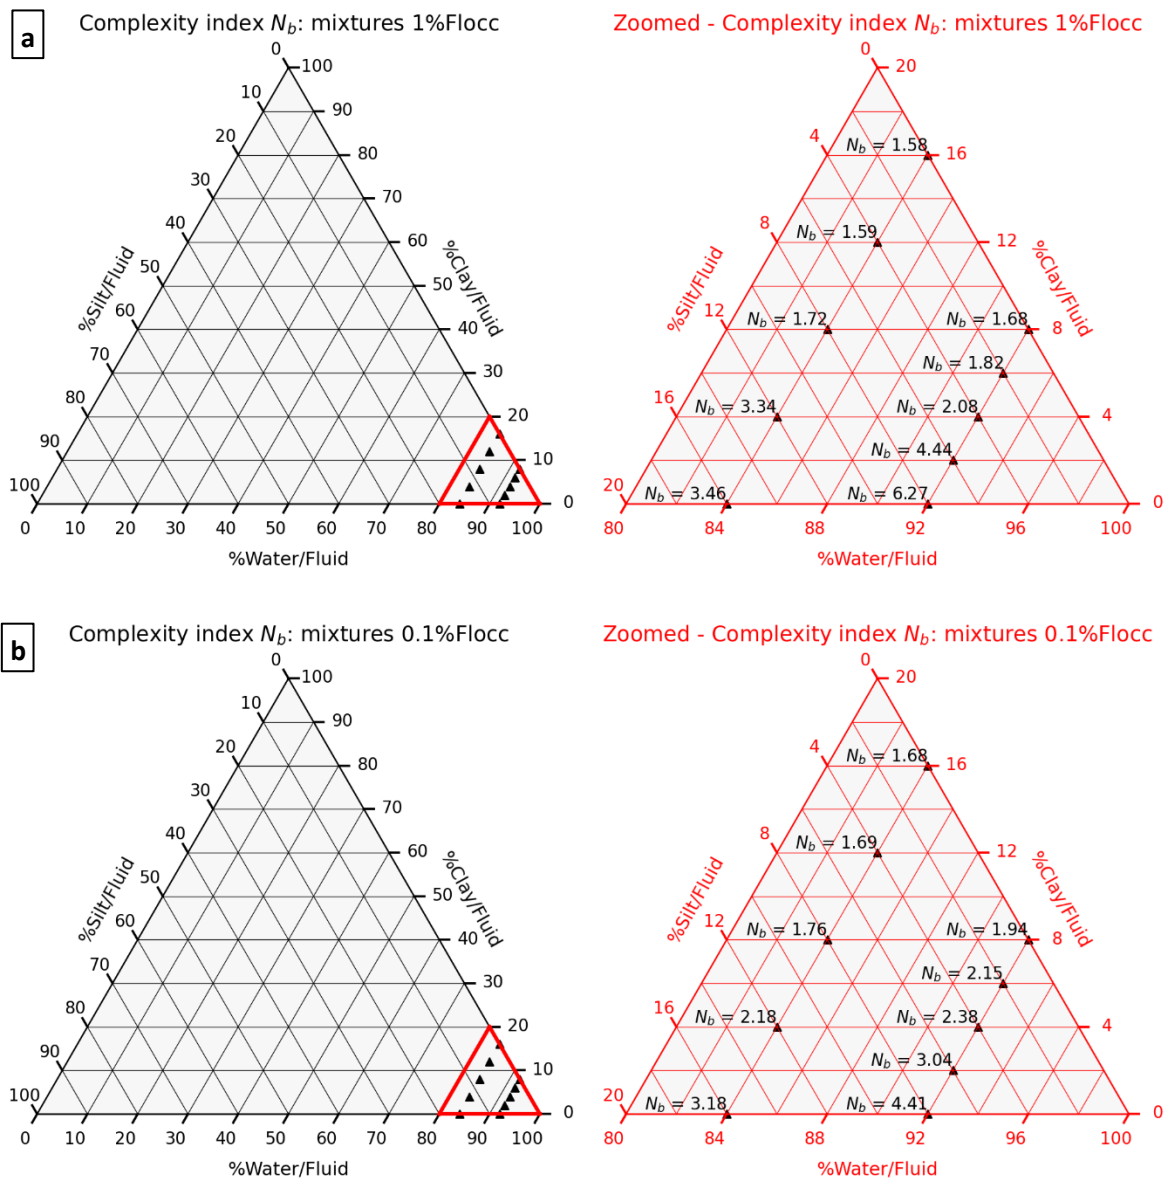 a
Complexity index N_b: mixtures 1%Flocc
0
100
10
90
20
80
30
70
40
60
50
50
60
40
70
30
80
20
90
10
100
0
%Silt/Fluid
%Clay/Fluid
0 10 20 30 40 50 60 70 80 90 100
%Water/Fluid
Zoomed - Complexity index N_b: mixtures 1%Flocc
0
20
4
N_b = 1.58
16
8
N_b = 1.59
12
%Silt/Fluid
%Clay/Fluid
12
N_b = 1.72
N_b = 1.68
8
N_b = 1.82
16
N_b = 3.34
N_b = 2.08
4
N_b = 4.44
20
N_b = 3.46
N_b = 6.27
0
80 84 88 92 96 100
%Water/Fluid
b
Complexity index N_b: mixtures 0.1%Flocc
0
100
10
90
20
80
30
70
40
60
50
50
60
40
70
30
80
20
90
10
100
0
%Silt/Fluid
%Clay/Fluid
0 10 20 30 40 50 60 70 80 90 100
%Water/Fluid
Zoomed - Complexity index N_b: mixtures 0.1%Flocc
0
20
4
N_b = 1.68
16
8
N_b = 1.69
12
%Silt/Fluid
%Clay/Fluid
12
N_b = 1.76
N_b = 1.94
8
N_b = 2.15
16
N_b = 2.18
N_b = 2.38
4
N_b = 3.04
20
N_b = 3.18
N_b = 4.41
0
80 84 88 92 96 100
%Water/Fluid